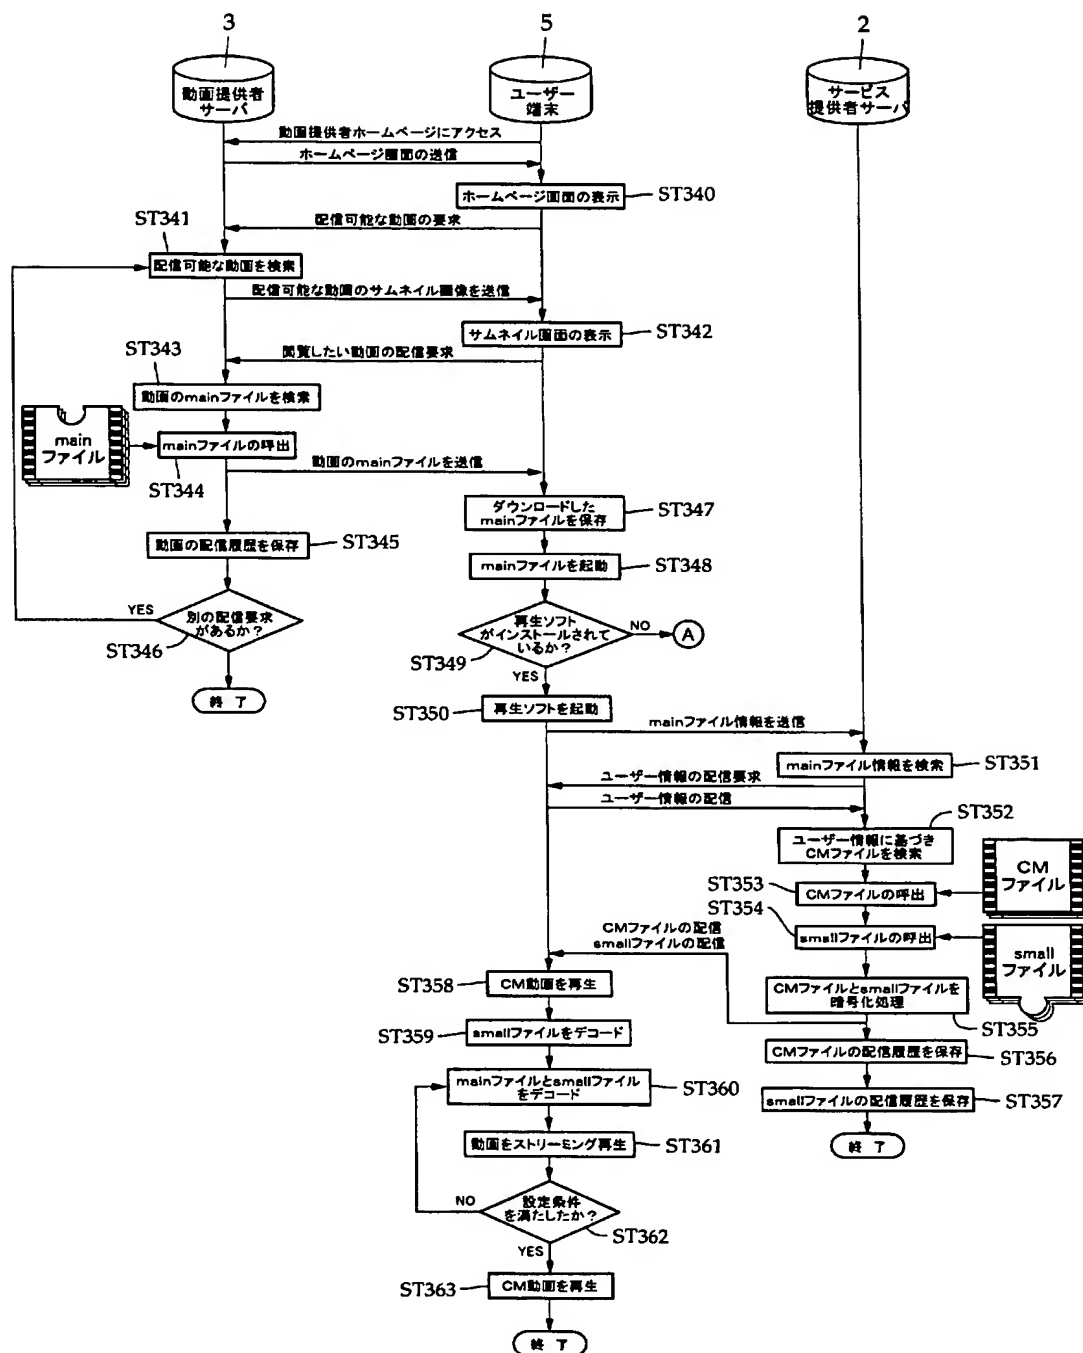 3
5
2
動画提供者
サーバ
ユーザー
端末
サービス
提供者サーバ
動画提供者ホームページにアクセス
ホームページ画面の送信
ホームページ画面の表示
ST340
配信可能な動画の要求
ST341
配信可能な動画を検索
配信可能な動画のサムネイル画像を送信
サムネイル画面の表示
ST342
閲覧したい動画の配信要求
ST343
動画のmainファイルを検索
main
ファイル
mainファイルの呼出
ST344
動画のmainファイルを送信
ダウンロードした
mainファイルを保存
ST347
動画の配信履歴を保存
ST345
mainファイルを起動
ST348
YES
別の配信要求
があるか?
ST346
再生ソフト
がインストールされて
いるか?
NO
A
ST349
YES
終了
ST350
再生ソフトを起動
mainファイル情報を送信
mainファイル情報を検索
ST351
ユーザー情報の配信要求
ユーザー情報の配信
ST352
ユーザー情報に基づき
CMファイルを検索
CM
ファイル
ST353
CMファイルの呼出
ST354
smallファイルの呼出
small
ファイル
CMファイルの配信
smallファイルの配信
ST358
CM動画を再生
CMファイルとsmallファイルを
暗号化処理
ST355
ST359
smallファイルをデコード
CMファイルの配信履歴を保存
ST356
mainファイルとsmallファイル
をデコード
ST360
smallファイルの配信履歴を保存
ST357
動画をストリーミング再生
ST361
終了
NO
設定条件
を満たしたか?
ST362
YES
ST363
CM動画を再生
終了